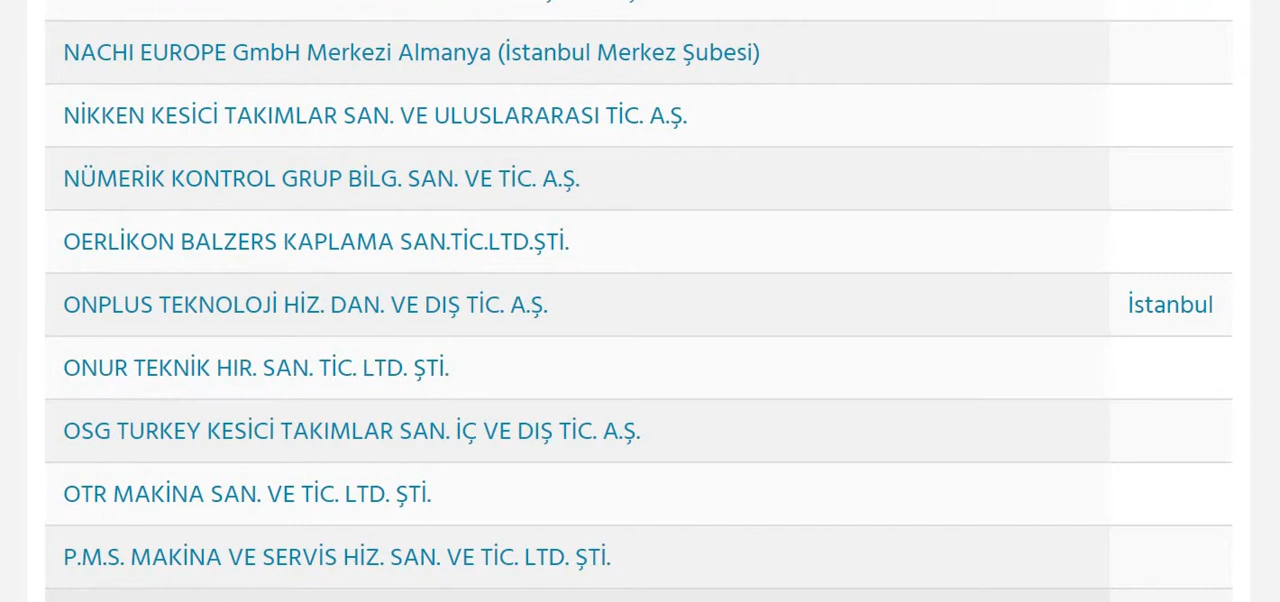 NACHI EUROPE GmbH Merkezi Almanya (İstanbul Merkez Şubesi)
NİKKEN KESİCİ TAKIMLAR SAN. VE ULUSLARARASI TİC. A.Ş.
NÜMERİK KONTROL GRUP BİLG. SAN. VE TİC. A.Ş.
OERLİKON BALZERS KAPLAMA SAN.TİC.LTD.ŞTİ.
ONPLUS TEKNOLOJİ HİZ. DAN. VE DIŞ TİC. A.Ş. İstanbul
ONUR TEKNİK HIR. SAN. TİC. LTD. ŞTİ.
OSG TURKEY KESİCİ TAKIMLAR SAN. İÇ VE DIŞ TİC. A.Ş.
OTR MAKİNA SAN. VE TİC. LTD. ŞTİ.
P.M.S. MAKİNA VE SERVİS HİZ. SAN. VE TİC. LTD. ŞTİ.